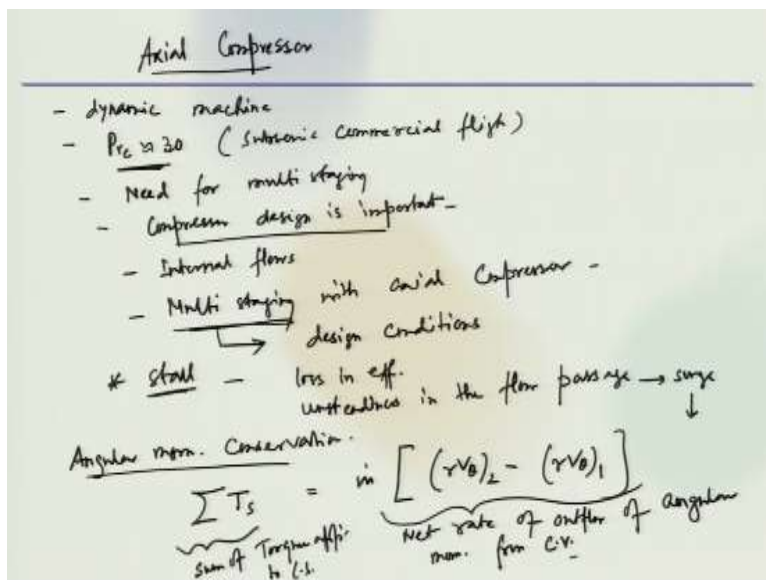 Axial Compressor
- dynamic machine
- Prc ≈ 30 (Subsonic Commercial fligh)
- Need for multi staging
- Compressor design is important -
- Internal flows
- Multi staging with axial Compressor -
design Conditions
* stall - loss in eff.
unsteadiness in the flow passage → surge
↓
Angular mom. Conservation.
∑ Ts = ṁ [ (rVθ)2 - (rVθ)1 ]
sum of Torque appli. to C.S.
Net rate of outflow of angular mom. from C.V.